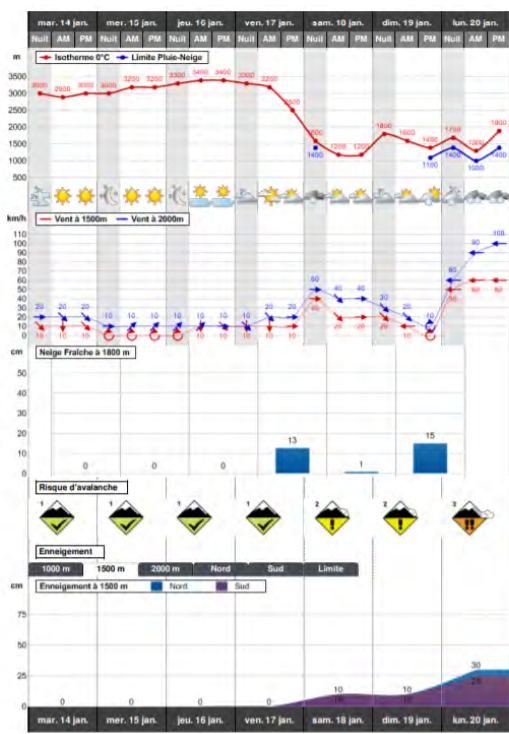 mar. 14 jan. mer. 15 jan. jeu. 16 jan. ven. 17 jan. sam. 18 jan. dim. 19 jan. lun. 20 jan.
Nuit AM PM Nuit AM PM Nuit AM PM Nuit AM PM Nuit AM PM Nuit AM PM Nuit AM PM
m
Isotherme 0°C Limite Pluie-Neige
3500
3000
2500
2000
1500
1000
500
3000 2900 3000 3000 3200 3200 3300 3400 3400 3300 3200 2500 1600 1200 1200 1800 1600 1400 1700 1300 1900
1400 1100 1400 1000 1400
km/h
Vent à 1500m Vent à 2000m
110
100
90
80
70
60
50
40
30
20
10
0
20 20 20 10 10 10 10 10 10 10 20 20 50 40 40 30 20 10 60 90 100
10 10 10 10 10 10 10 10 10 10 10 10 40 20 20 20 10 10 50 60 60
cm
Neige Fraîche à 1800 m
50
40
30
20
10
0
0 0 0 13 1 15
Risque d'avalanche
1 1 1 1 2 2 3
Enneigement
1000 m 1500 m 2000 m Nord Sud Limite
cm
Enneigement à 1500 m Nord Sud
75
50
25
0
0 0 0 0 10 10 30
10 10 25
mar. 14 jan. mer. 15 jan. jeu. 16 jan. ven. 17 jan. sam. 18 jan. dim. 19 jan. lun. 20 jan.